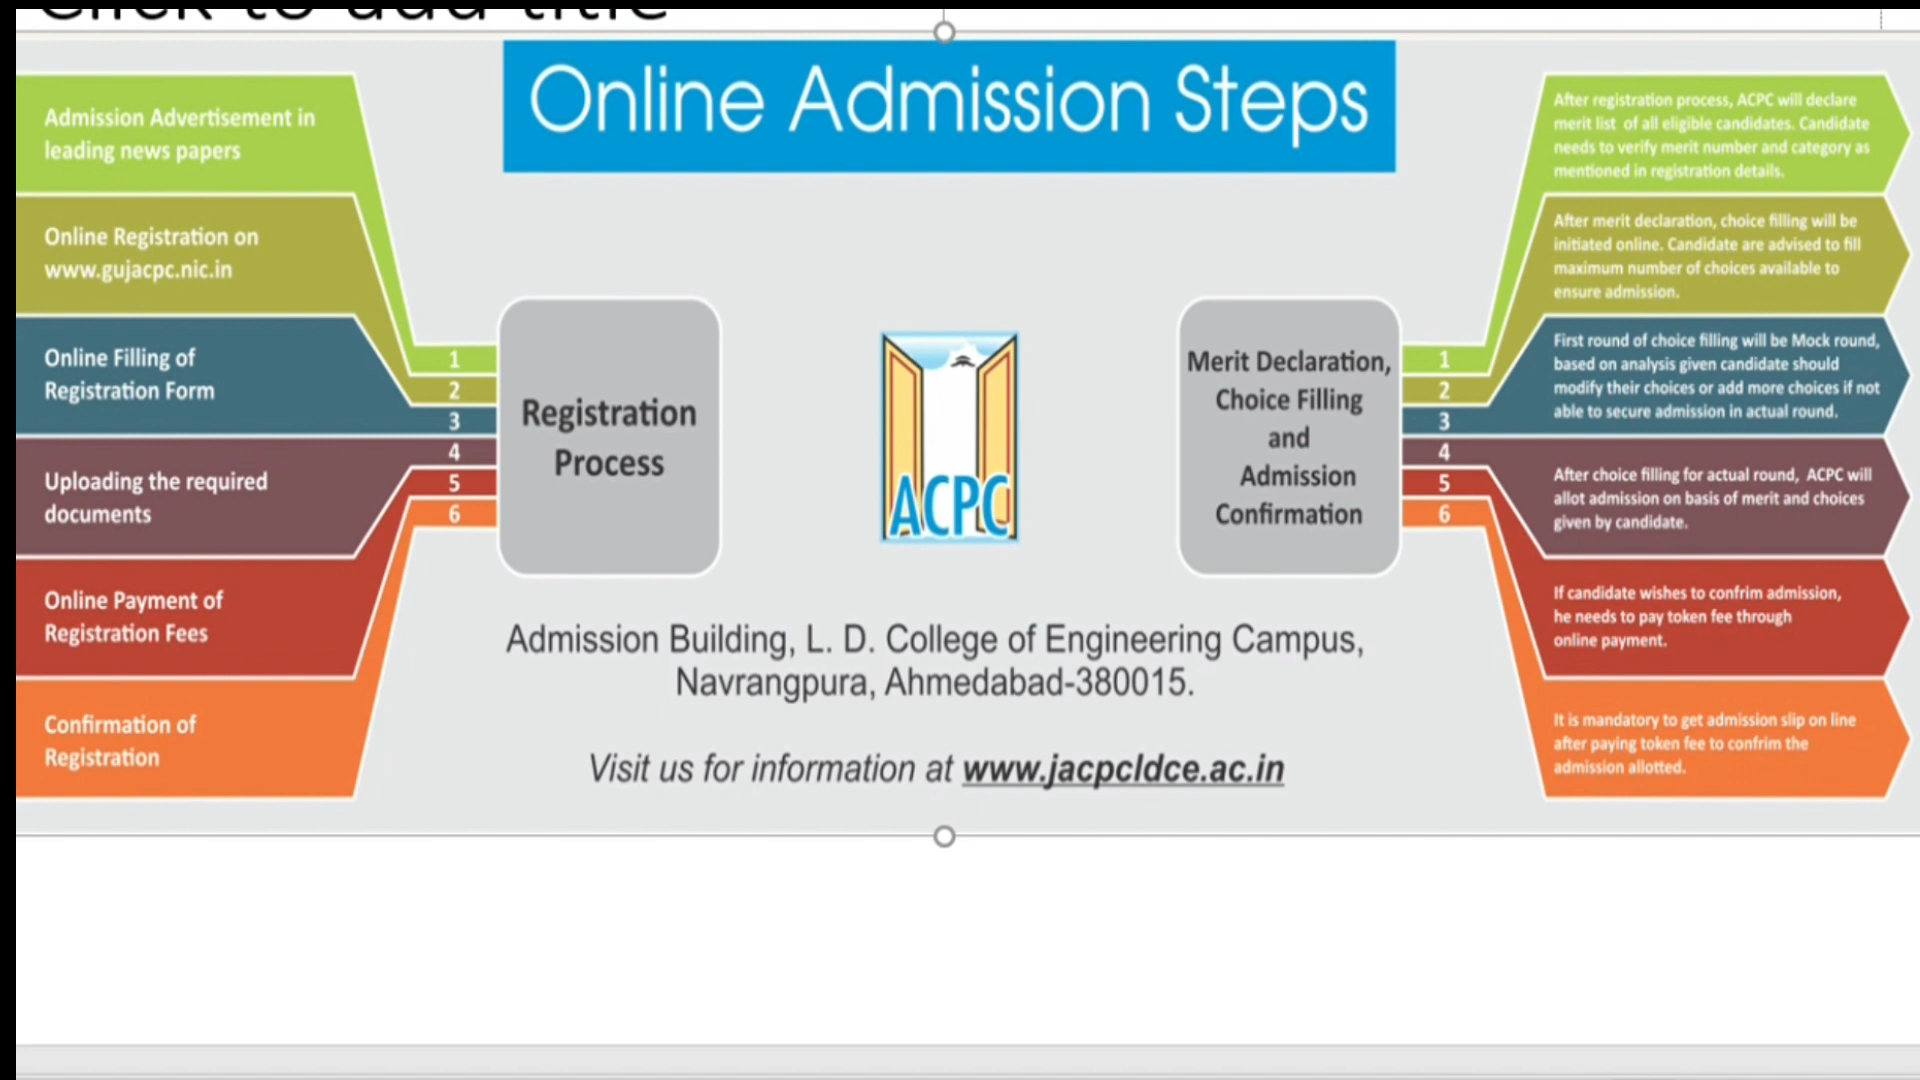 Click to add title
Online Admission Steps
Admission Advertisement in
leading news papers
Online Registration on
www.gujacpc.nic.in
Online Filling of
Registration Form
Uploading the required
documents
Online Payment of
Registration Fees
Confirmation of
Registration
1
2
3
4
5
6
Registration
Process
ACPC
Merit Declaration,
Choice Filling
and
Admission
Confirmation
1
2
3
4
5
6
After registration process, ACPC will declare
merit list of all eligible candidates. Candidate
needs to verify merit number and category as
mentioned in registration details.
After merit declaration, choice filling will be
initiated online. Candidate are advised to fill
maximum number of choices available to
ensure admission.
First round of choice filling will be Mock round,
based on analysis given candidate should
modify their choices or add more choices if not
able to secure admission in actual round.
After choice filling for actual round, ACPC will
allot admission on basis of merit and choices
given by candidate.
If candidate wishes to confrim admission,
he needs to pay token fee through
online payment.
It is mandatory to get admission slip on line
after paying token fee to confrim the
admission allotted.
Admission Building, L. D. College of Engineering Campus,
Navrangpura, Ahmedabad-380015.
Visit us for information at www.jacpcldce.ac.in